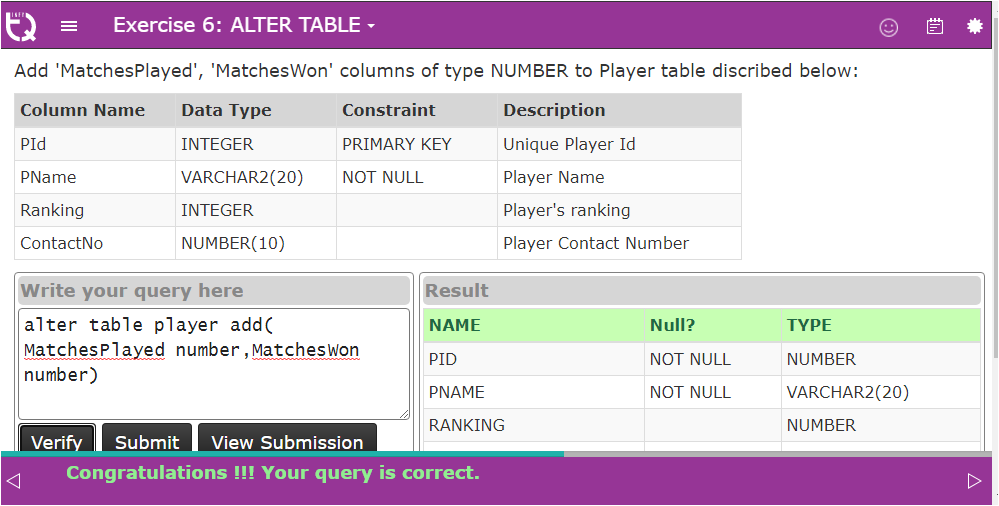 Exercise 6: ALTER TABLE
Add 'MatchesPlayed', 'MatchesWon' columns of type NUMBER to Player table discribed below:
Column Name Data Type Constraint Description
PId INTEGER PRIMARY KEY Unique Player Id
PName VARCHAR2(20) NOT NULL Player Name
Ranking INTEGER Player's ranking
ContactNo NUMBER(10) Player Contact Number
Write your query here
alter table player add(
MatchesPlayed number,MatchesWon
number)
Verify Submit View Submission
Result
NAME Null? TYPE
PID NOT NULL NUMBER
PNAME NOT NULL VARCHAR2(20)
RANKING NUMBER
Congratulations !!! Your query is correct.